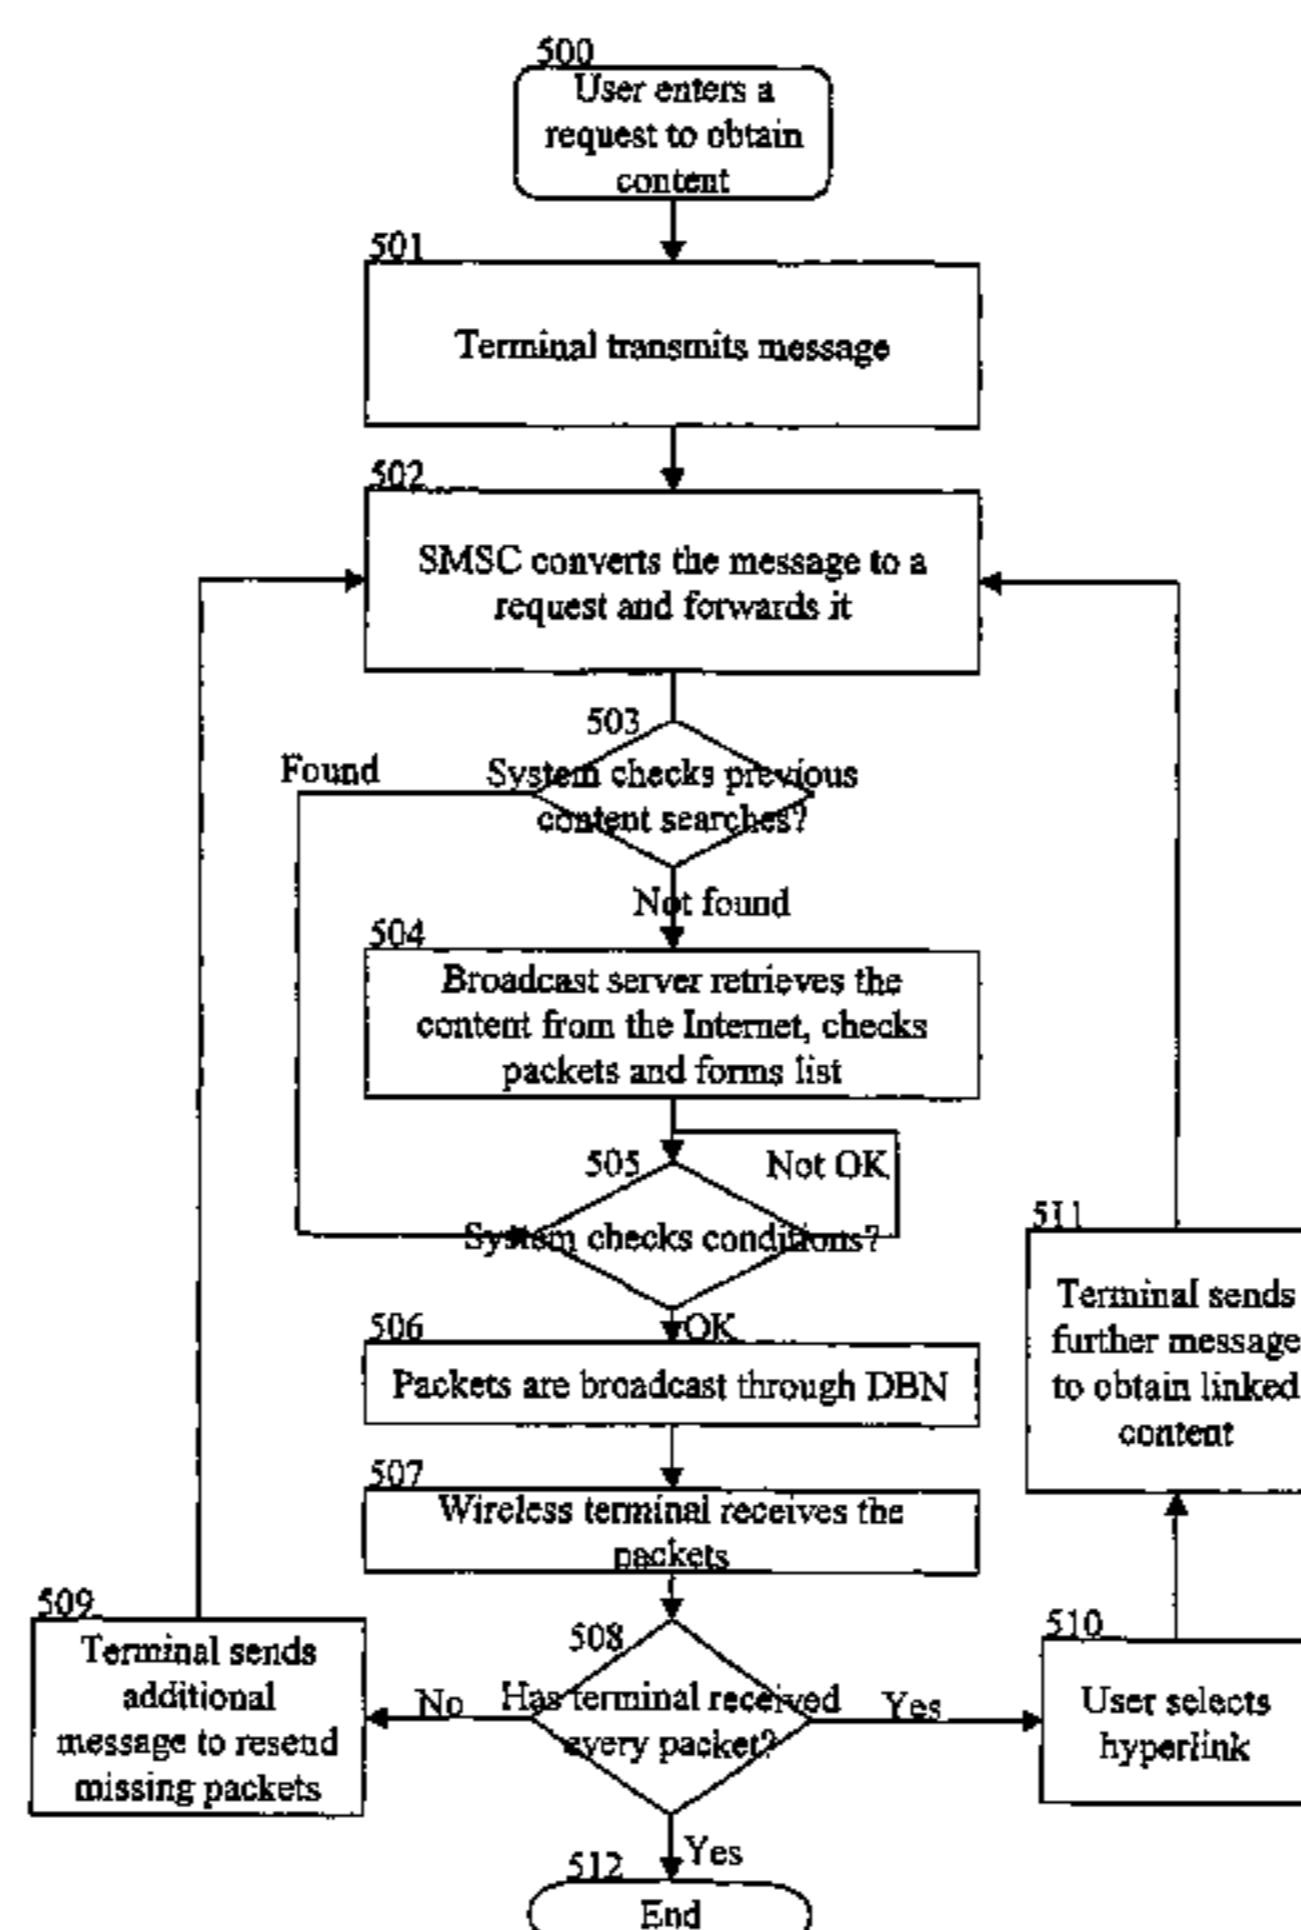 500
User enters a
request to obtain
content
501
Terminal transmits message
502
SMSC converts the message to a
request and forwards it
503
Found
System checks previous
content searches?
Not found
504
Broadcast server retrieves the
content from the Internet, checks
packets and forms list
505
Not OK
System checks conditions?
OK
506
Packets are broadcast through DBN
507
Wireless terminal receives the
packets
508
Has terminal received
every packet?
No
Yes
509
Terminal sends
additional
message to resend
missing packets
510
User selects
hyperlink
511
Terminal sends
further message
to obtain linked
content
Yes
512
End